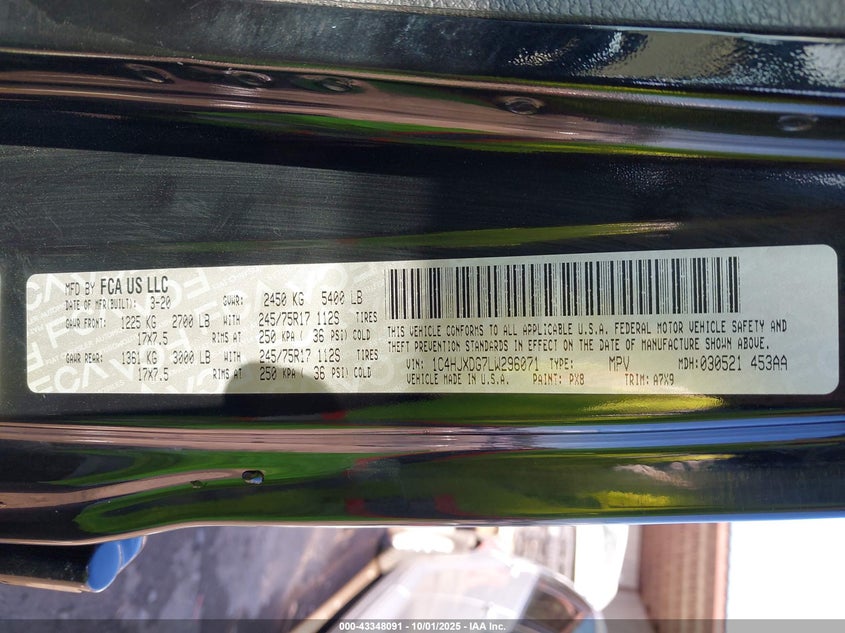 MFD BY FCA US LLC
DATE OF MFR(BUILT): 3-20 GVWR: 2450 KG 5400 LB
GAWR FRONT: 1225 KG 2700 LB WITH 245/75R17 112S TIRES
17X7.5 RIMS AT 250 KPA ( 36 PSI) COLD
GAWR REAR: 1361 KG 3000 LB WITH 245/75R17 112S TIRES
17X7.5 RIMS AT 250 KPA ( 36 PSI) COLD
THIS VEHICLE CONFORMS TO ALL APPLICABLE U.S.A. FEDERAL MOTOR VEHICLE SAFETY AND
THEFT PREVENTION STANDARDS IN EFFECT ON THE DATE OF MANUFACTURE SHOWN ABOVE.
VIN: 1C4HJXDG7LW296071 TYPE: MPV MDH:030521 453AA
VEHICLE MADE IN U.S.A. PAINT: PX8 TRIM: A7X9
000-43348091 - 10/01/2025 - IAA Inc.